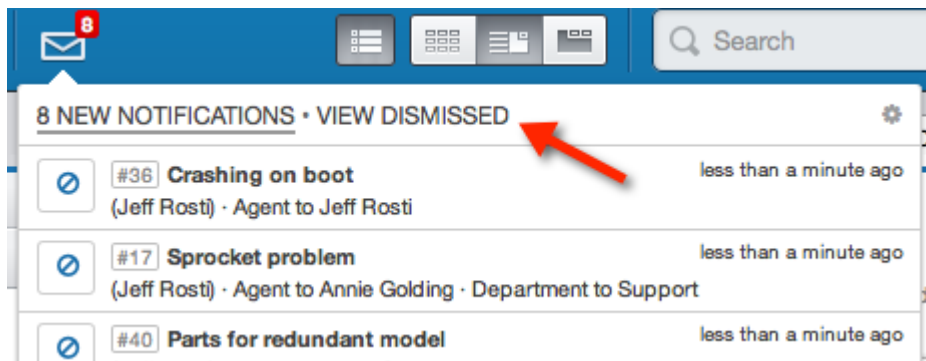 8
Search
8 NEW NOTIFICATIONS • VIEW DISMISSED
#36 Crashing on boot less than a minute ago
(Jeff Rosti) · Agent to Jeff Rosti
#17 Sprocket problem less than a minute ago
(Jeff Rosti) · Agent to Annie Golding · Department to Support
#40 Parts for redundant model less than a minute ago